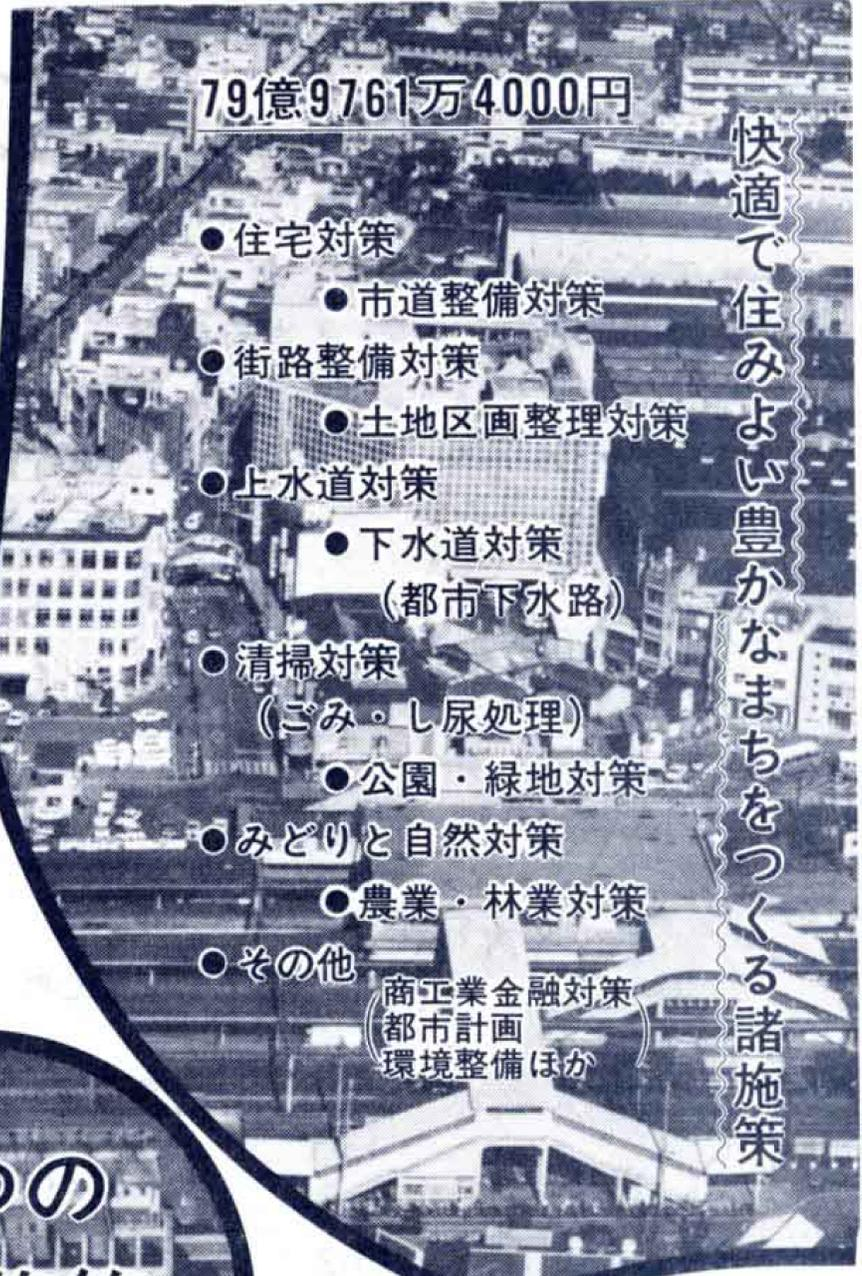 79億9761万4000円
快適で住みよい豊かなまちをつくる諸施策
●住宅対策
●市道整備対策
●街路整備対策
●土地区画整理対策
●上水道対策
●下水道対策
(都市下水路)
●清掃対策
(ごみ・し尿処理)
●公園・緑地対策
●みどりと自然対策
●農業・林業対策
●その他
(商工業金融対策
都市計画
環境整備ほか)
の